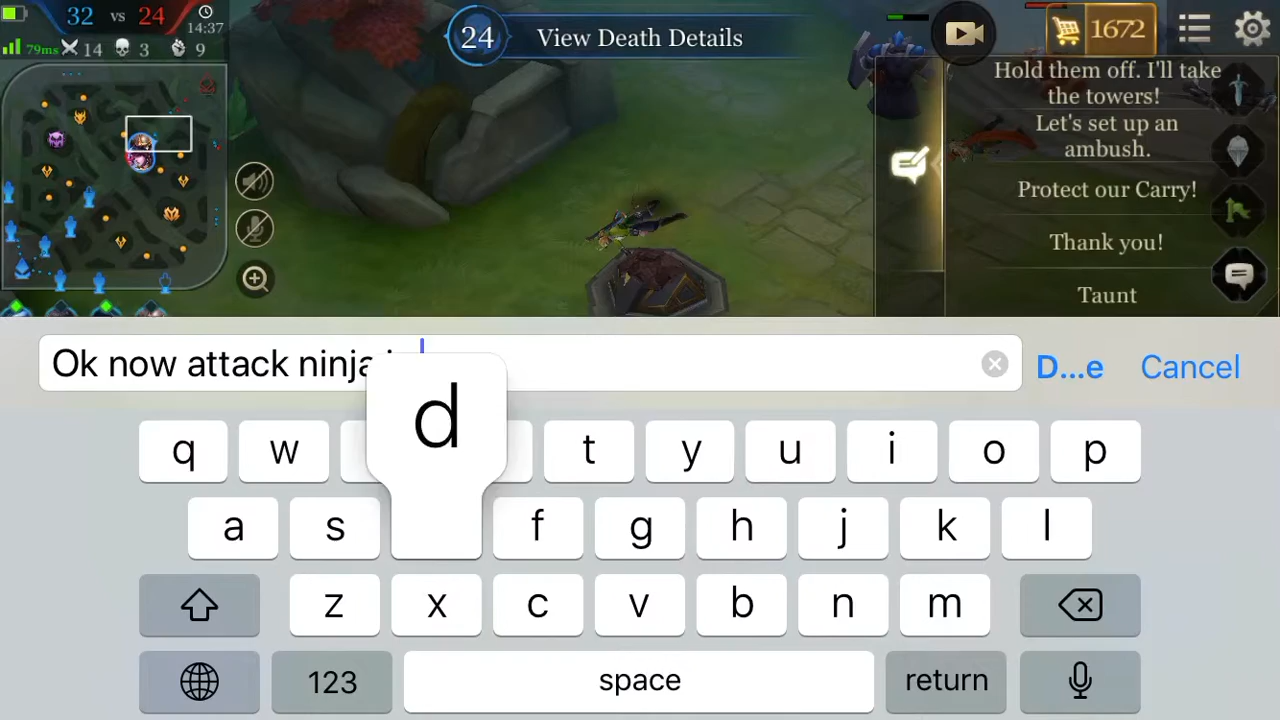 32 vs 24
14:37
79ms 14 3 9
24 View Death Details
1672
Hold them off. I'll take
the towers!
Let's set up an
ambush.
Protect our Carry!
Thank you!
Taunt
Ok now attack ninja
D...e
Cancel
d
q w t y u i o p
a s f g h j k l
z x c v b n m
123 space return